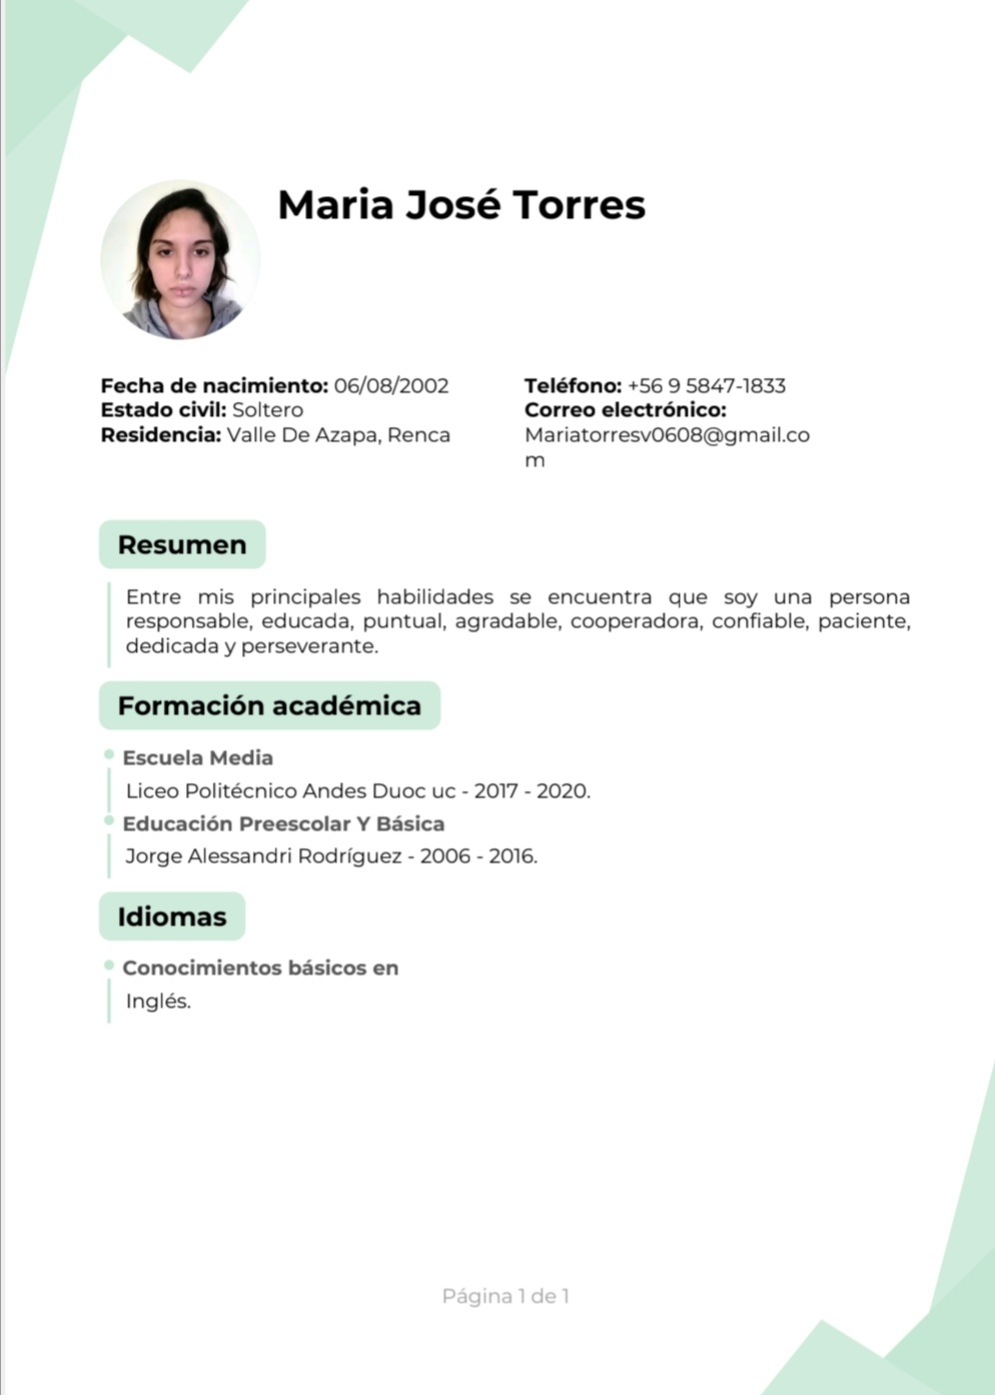 Maria José Torres
Fecha de nacimiento: 06/08/2002
Estado civil: Soltero
Residencia: Valle De Azapa, Renca
Teléfono: +56 9 5847-1833
Correo electrónico:
Mariatorresv0608@gmail.co
m
Resumen
Entre mis principales habilidades se encuentra que soy una persona
responsable, educada, puntual, agradable, cooperadora, confiable, paciente,
dedicada y perseverante.
Formación académica
Escuela Media
Liceo Politécnico Andes Duoc uc - 2017 - 2020.
Educación Preescolar Y Básica
Jorge Alessandri Rodríguez - 2006 - 2016.
Idiomas
Conocimientos básicos en
Inglés.
Página 1 de 1